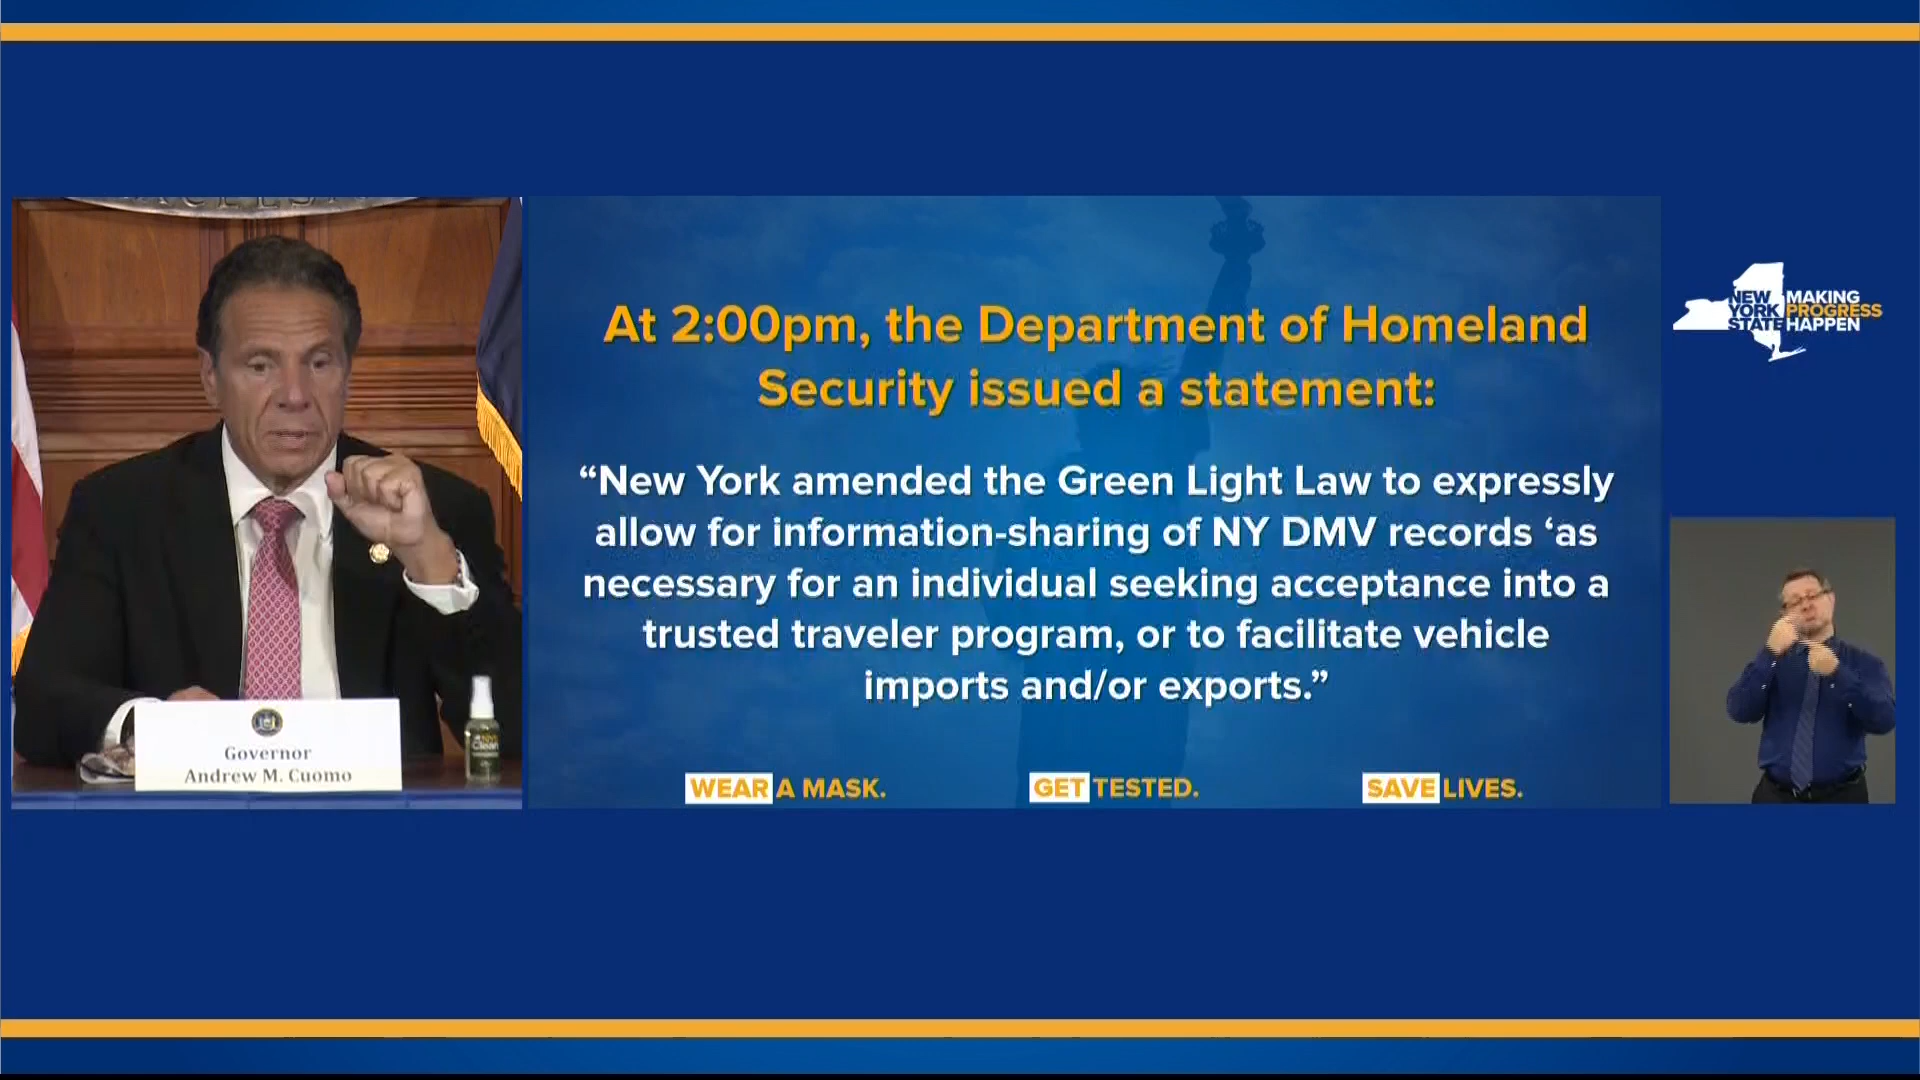 At 2:00pm, the Department of Homeland
Security issued a statement:
“New York amended the Green Light Law to expressly
allow for information-sharing of NY DMV records ‘as
necessary for an individual seeking acceptance into a
trusted traveler program, or to facilitate vehicle
imports and/or exports.”
WEAR A MASK.
GET TESTED.
SAVE LIVES.
Governor
Andrew M. Cuomo
Clean
NEW
YORK
STATE
MAKING
PROGRESS
HAPPEN